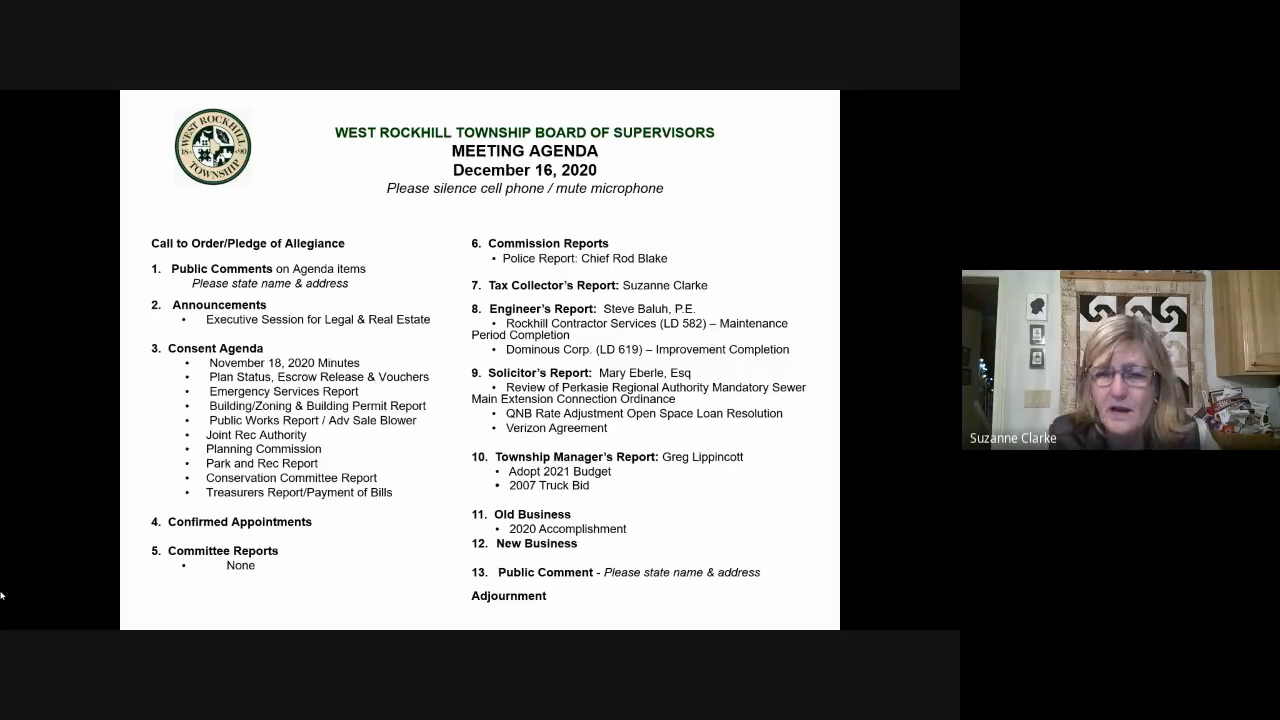 WEST ROCKHILL
18 90
TOWNSHIP
WEST ROCKHILL TOWNSHIP BOARD OF SUPERVISORS
MEETING AGENDA
December 16, 2020
Please silence cell phone / mute microphone
Call to Order/Pledge of Allegiance
1. Public Comments on Agenda items
Please state name & address
2. Announcements
• Executive Session for Legal & Real Estate
3. Consent Agenda
• November 18, 2020 Minutes
• Plan Status, Escrow Release & Vouchers
• Emergency Services Report
• Building/Zoning & Building Permit Report
• Public Works Report / Adv Sale Blower
• Joint Rec Authority
• Planning Commission
• Park and Rec Report
• Conservation Committee Report
• Treasurers Report/Payment of Bills
4. Confirmed Appointments
5. Committee Reports
• None
6. Commission Reports
• Police Report: Chief Rod Blake
7. Tax Collector's Report: Suzanne Clarke
8. Engineer's Report: Steve Baluh, P.E.
• Rockhill Contractor Services (LD 582) – Maintenance
Period Completion
• Dominous Corp. (LD 619) – Improvement Completion
9. Solicitor's Report: Mary Eberle, Esq
• Review of Perkasie Regional Authority Mandatory Sewer
Main Extension Connection Ordinance
• QNB Rate Adjustment Open Space Loan Resolution
• Verizon Agreement
10. Township Manager's Report: Greg Lippincott
• Adopt 2021 Budget
• 2007 Truck Bid
11. Old Business
• 2020 Accomplishment
12. New Business
13. Public Comment - Please state name & address
Adjournment
Suzanne Clarke